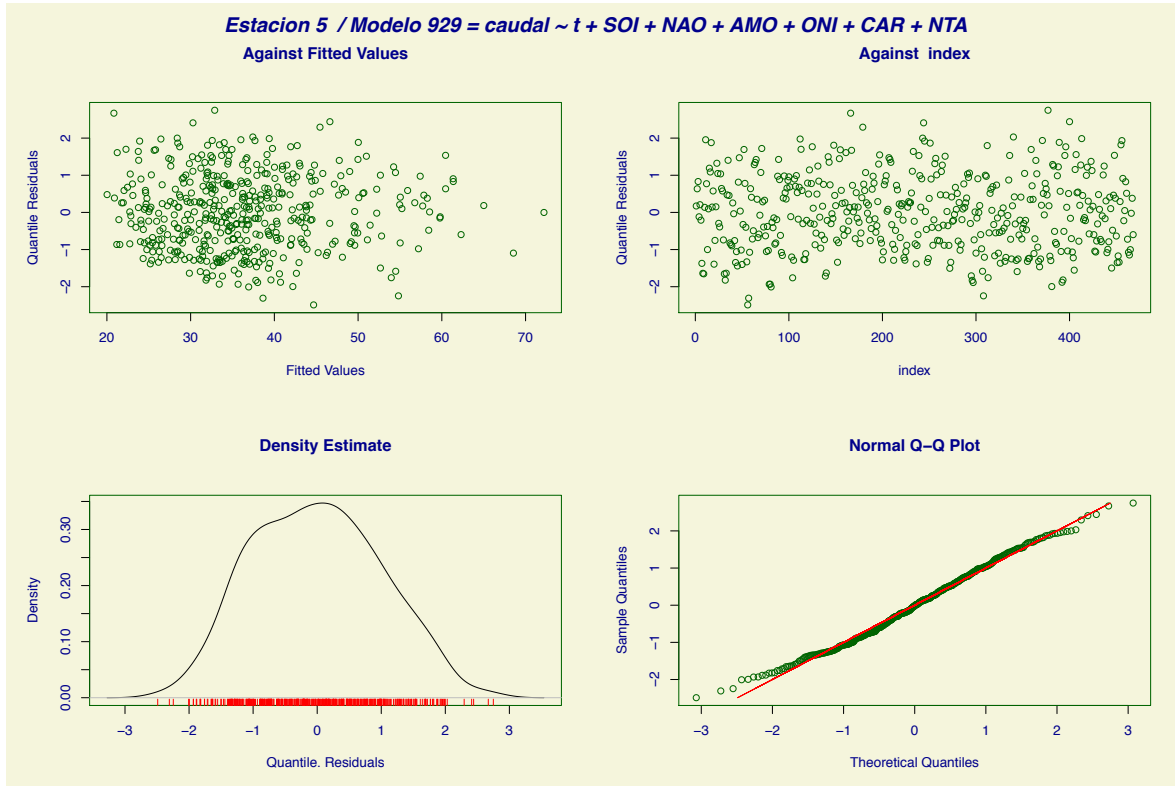 Estacion 5 / Modelo 929 = caudal ~ t + SOI + NAO + AMO + ONI + CAR + NTA
Against Fitted Values
Quantile Residuals
2
1
0
−1
−2
20 30 40 50 60 70
Fitted Values
Against index
Quantile Residuals
2
1
0
−1
−2
0 100 200 300 400
index
Density Estimate
Density
0.30
0.20
0.10
0.00
−3 −2 −1 0 1 2 3
Quantile. Residuals
Normal Q−Q Plot
Sample Quantiles
2
1
0
−1
−2
−3 −2 −1 0 1 2 3
Theoretical Quantiles